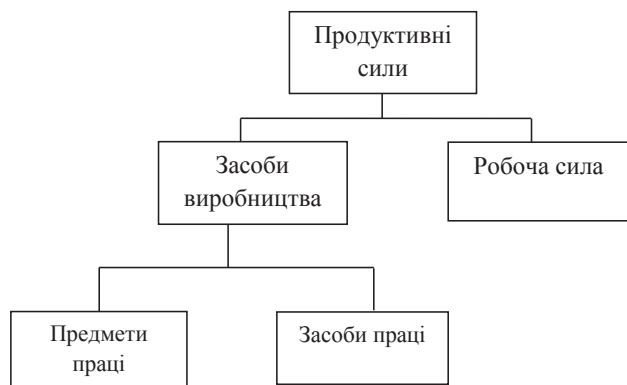 Продуктивні
сили
Засоби
виробництва
Робоча сила
Предмети
праці
Засоби праці